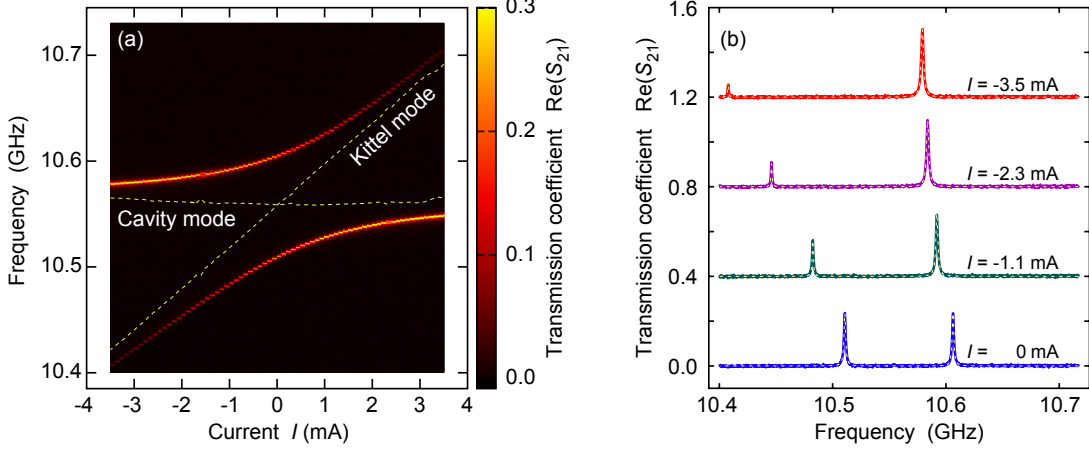 (a)
Kittel mode
Cavity mode
10.7
10.6
10.5
10.4
Frequency (GHz)
-4 -3 -2 -1 0 1 2 3 4
Current I (mA)
0.3
0.2
0.1
0.0
Transmission coefficient Re(S21)
(b)
I = -3.5 mA
I = -2.3 mA
I = -1.1 mA
I = 0 mA
1.6
1.2
0.8
0.4
0.0
Transmission coefficient Re(S21)
10.4 10.5 10.6 10.7
Frequency (GHz)